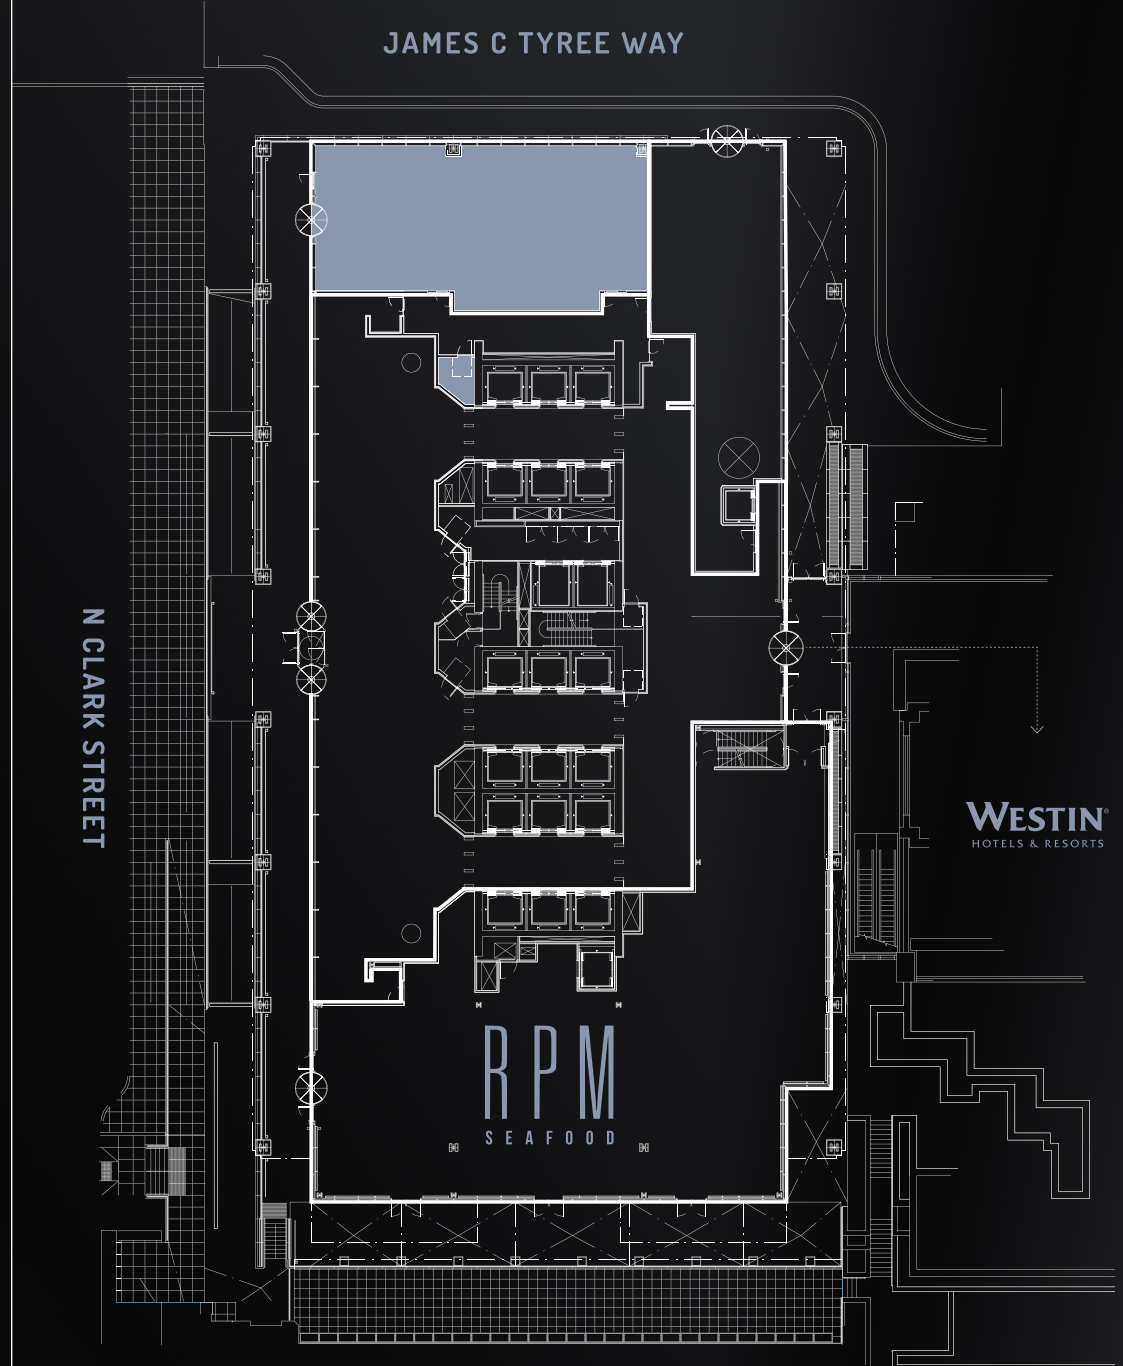 JAMES C TYREE WAY
N CLARK STREET
WESTIN®
HOTELS & RESORTS
RPM
SEAFOOD